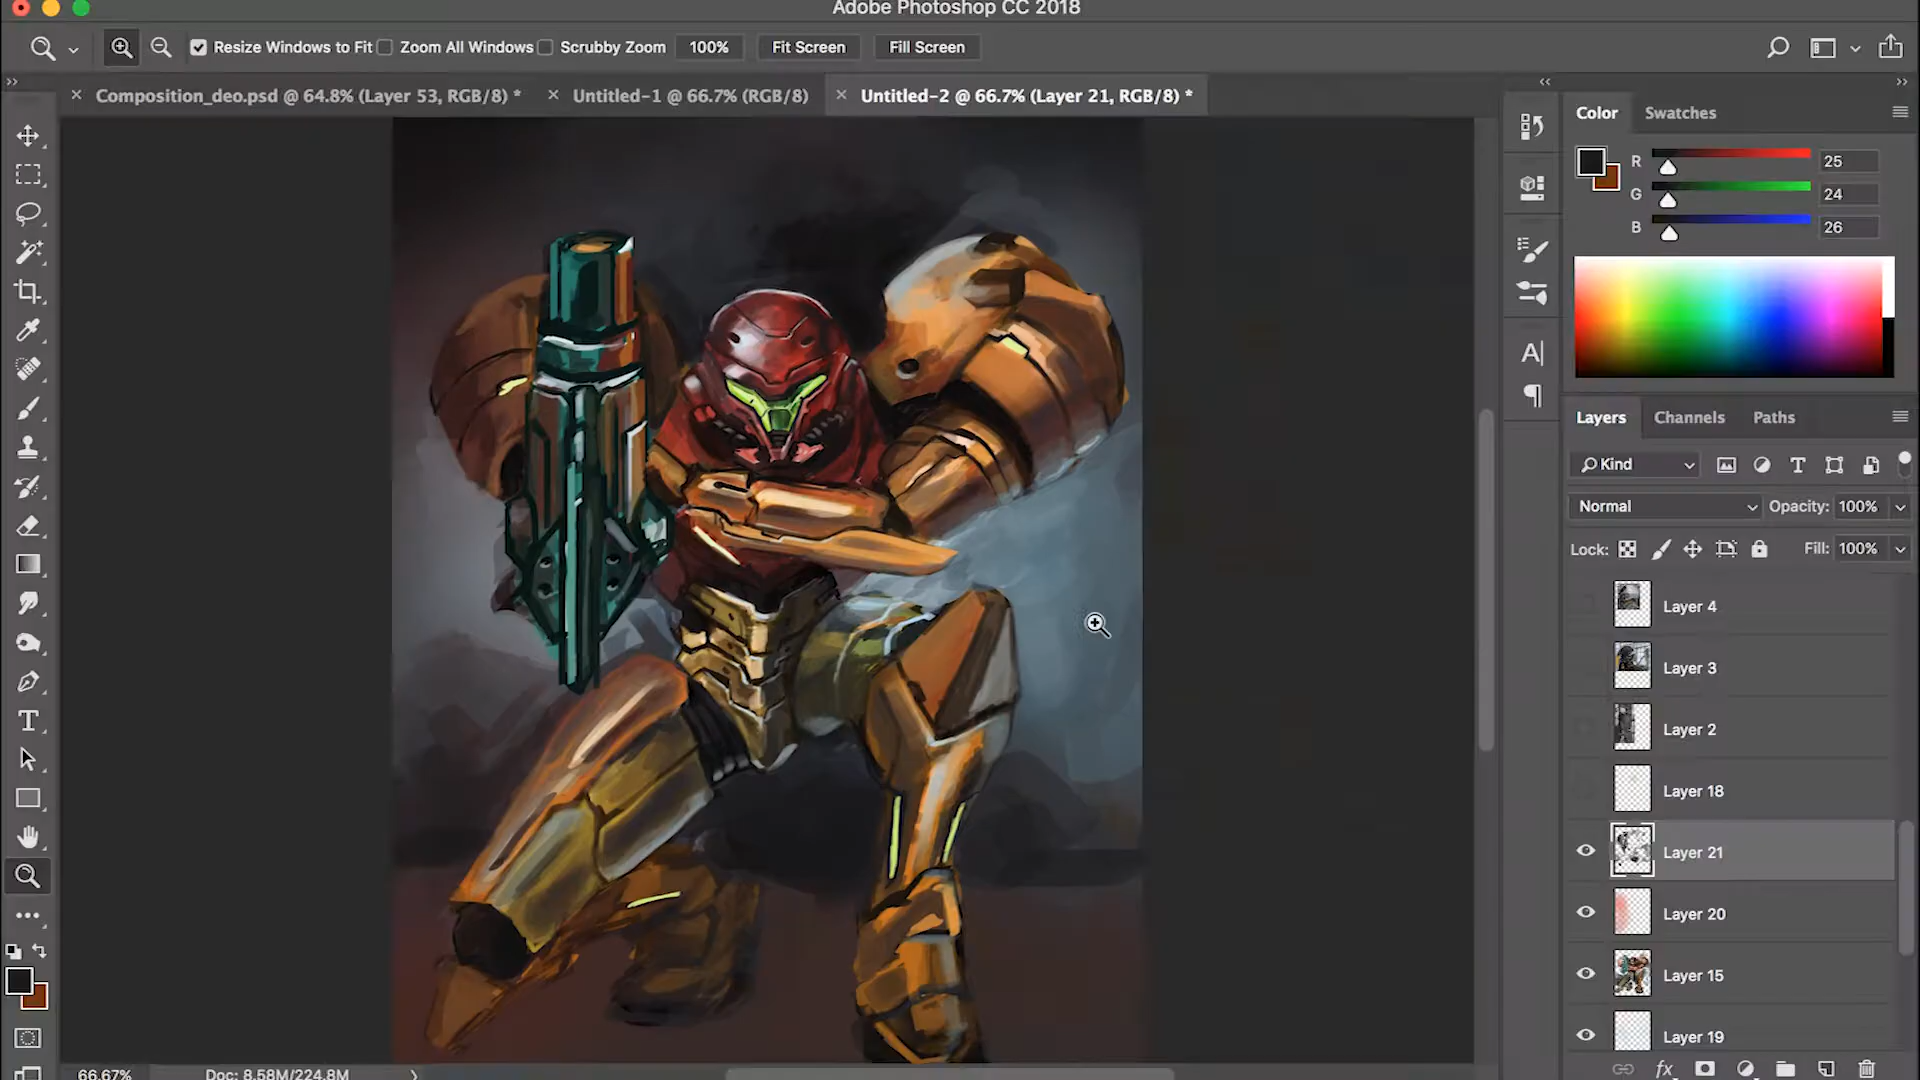 Adobe Photoshop CC 2018
Resize Windows to Fit Zoom All Windows Scrubby Zoom 100% Fit Screen Fill Screen
Composition_deo.psd @ 64.8% (Layer 53, RGB/8) * Untitled-1 @ 66.7% (RGB/8) Untitled-2 @ 66.7% (Layer 21, RGB/8) *
Color Swatches
R 25
G 24
B 26
Layers Channels Paths
Kind
Normal Opacity: 100%
Lock: Fill: 100%
Layer 4
Layer 3
Layer 2
Layer 18
Layer 21
Layer 20
Layer 15
Layer 19
fx
66.67% Doc: 8.58M/224.8M